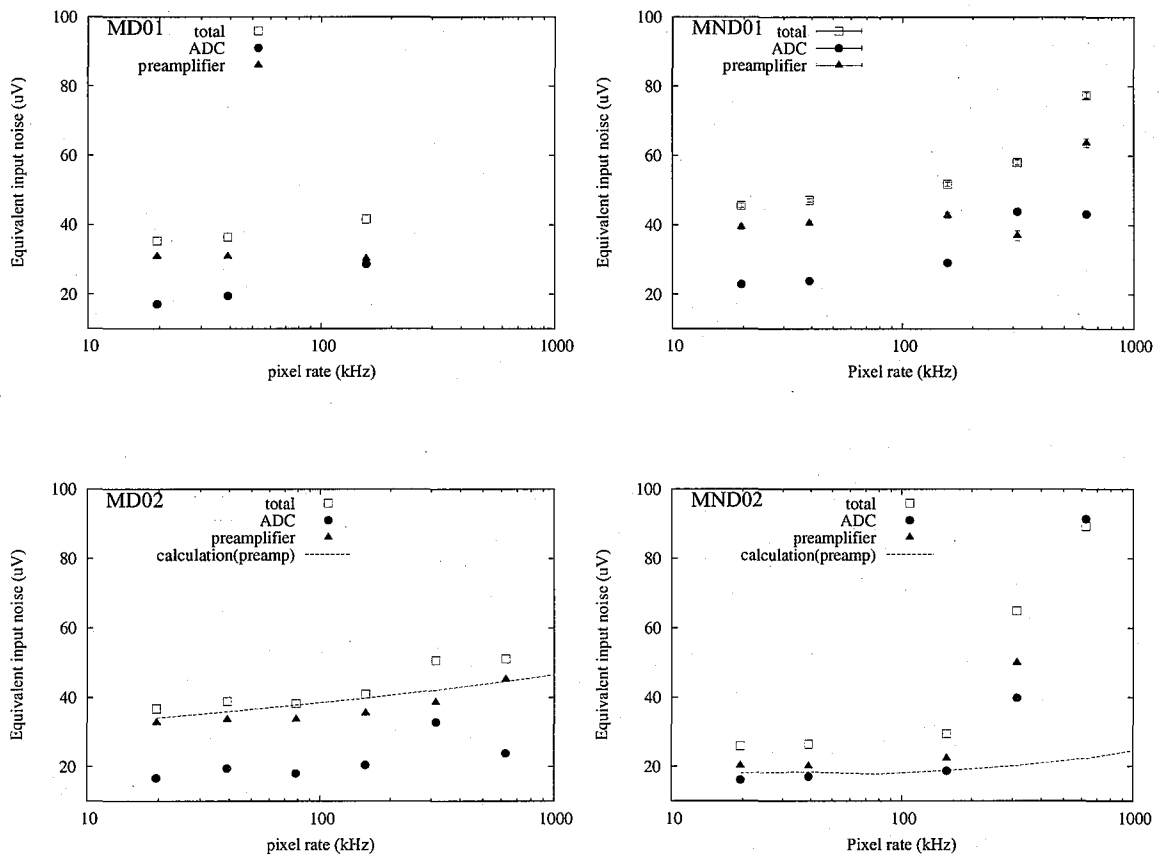 MD01
total
ADC
preamplifier
Equivalent input noise (uV)
100
80
60
40
20
10
100
1000
pixel rate (kHz)
MND01
total
ADC
preamplifier
Equivalent input noise (uV)
100
80
60
40
20
10
100
1000
Pixel rate (kHz)
MD02
total
ADC
preamplifier
calculation(preamp)
Equivalent input noise (uV)
100
80
60
40
20
10
100
1000
pixel rate (kHz)
MND02
total
ADC
preamplifier
calculation(preamp)
Equivalent input noise (uV)
100
80
60
40
20
10
100
1000
Pixel rate (kHz)